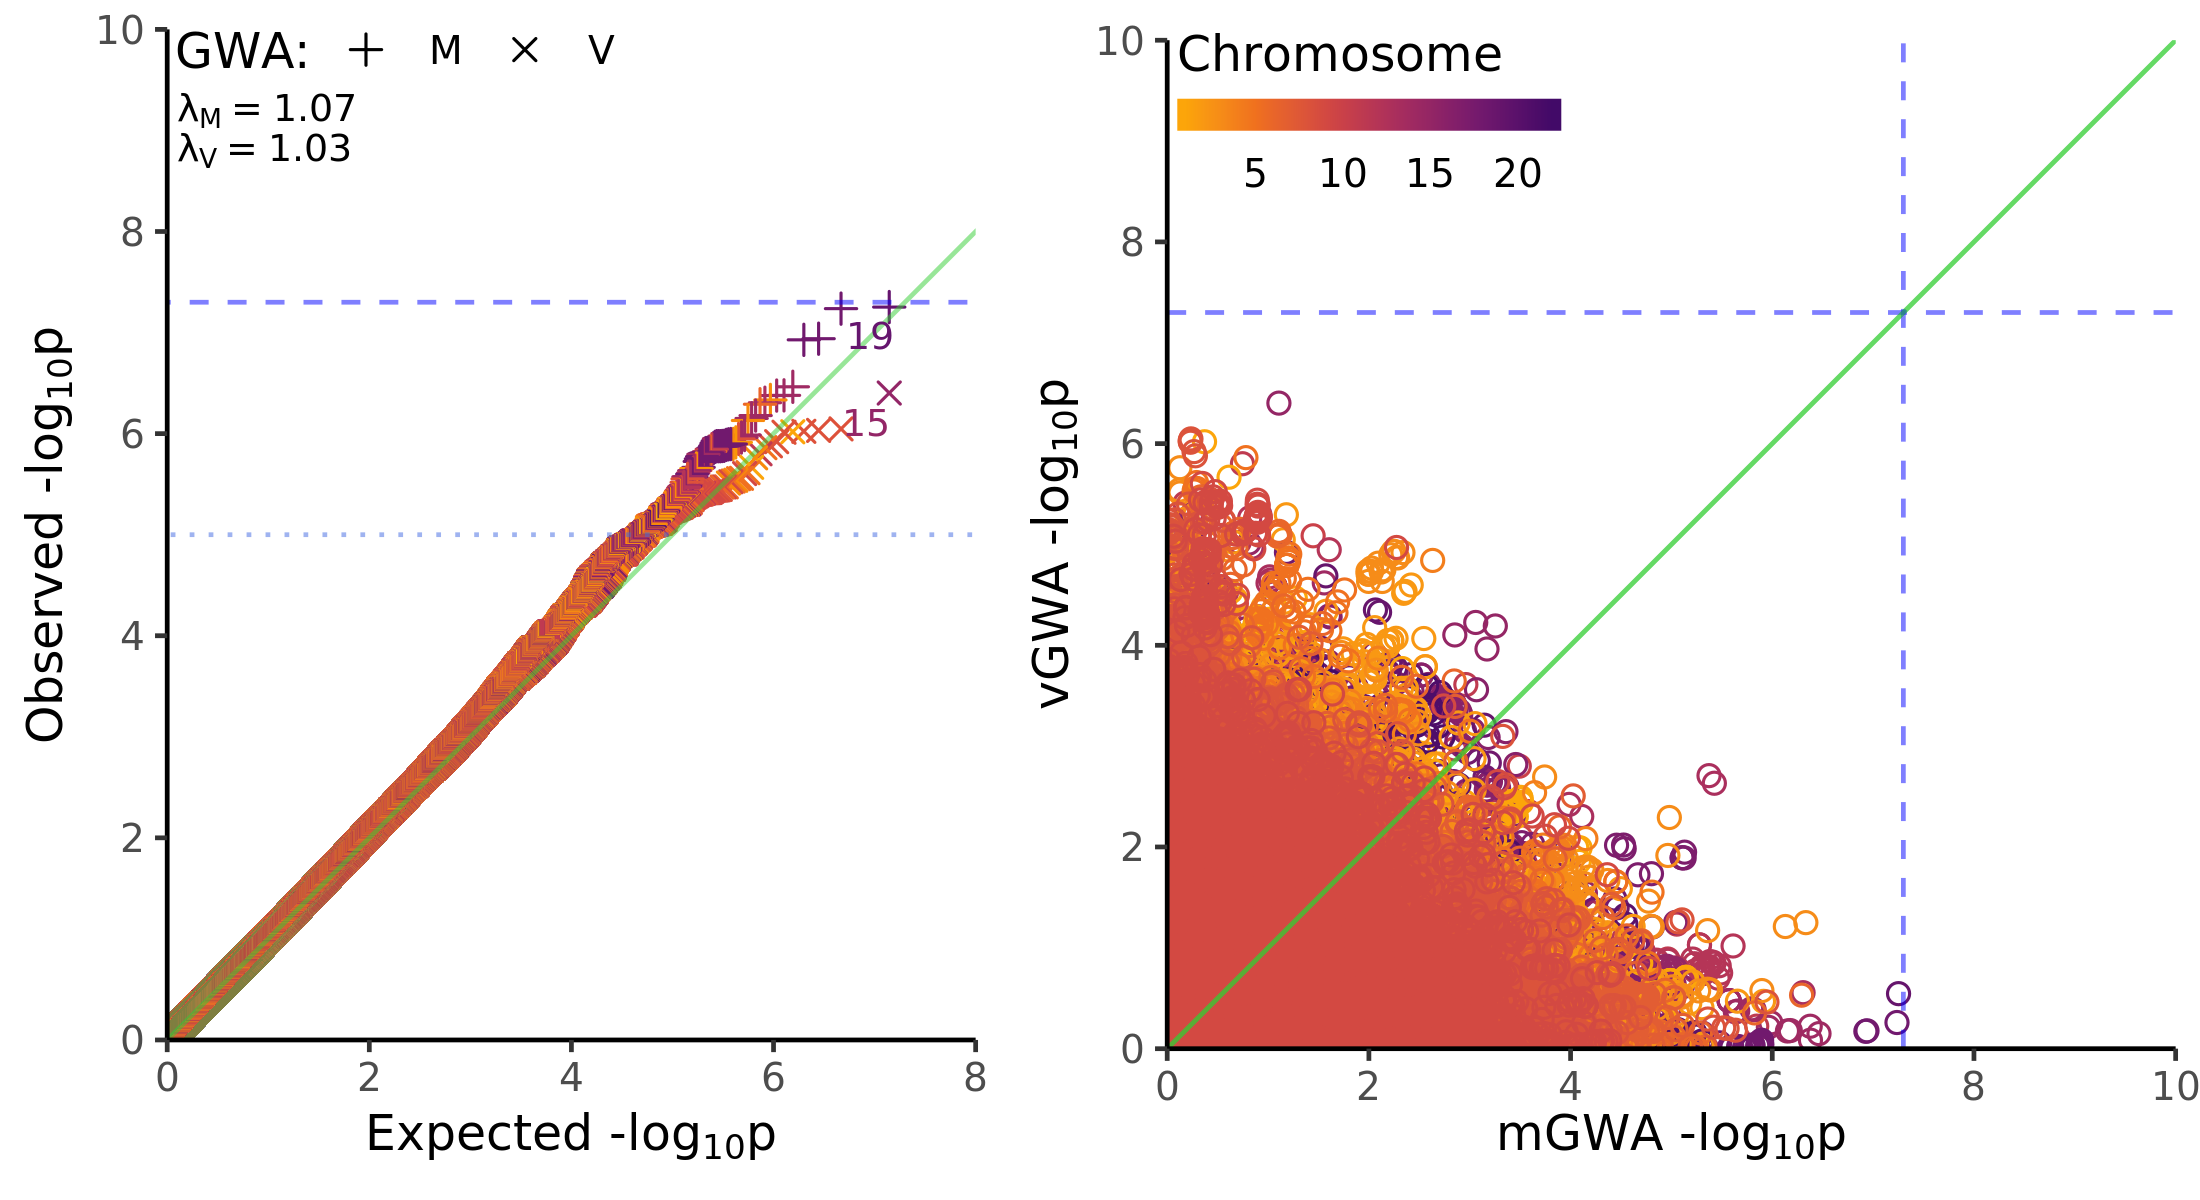 10
GWA: + M × V
λM = 1.07
λV = 1.03
8
6
4
2
0
19
15
0 2 4 6 8
Observed -log10p
Expected -log10p
10
Chromosome
5 10 15 20
8
6
4
2
0
0 2 4 6 8 10
vGWA -log10p
mGWA -log10p